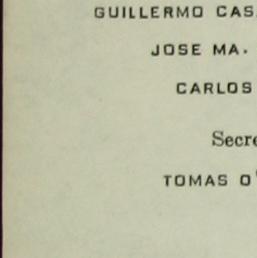 GUILLERMO CAS
JOSE MA.
CARLOS
Secre
TOMAS O'